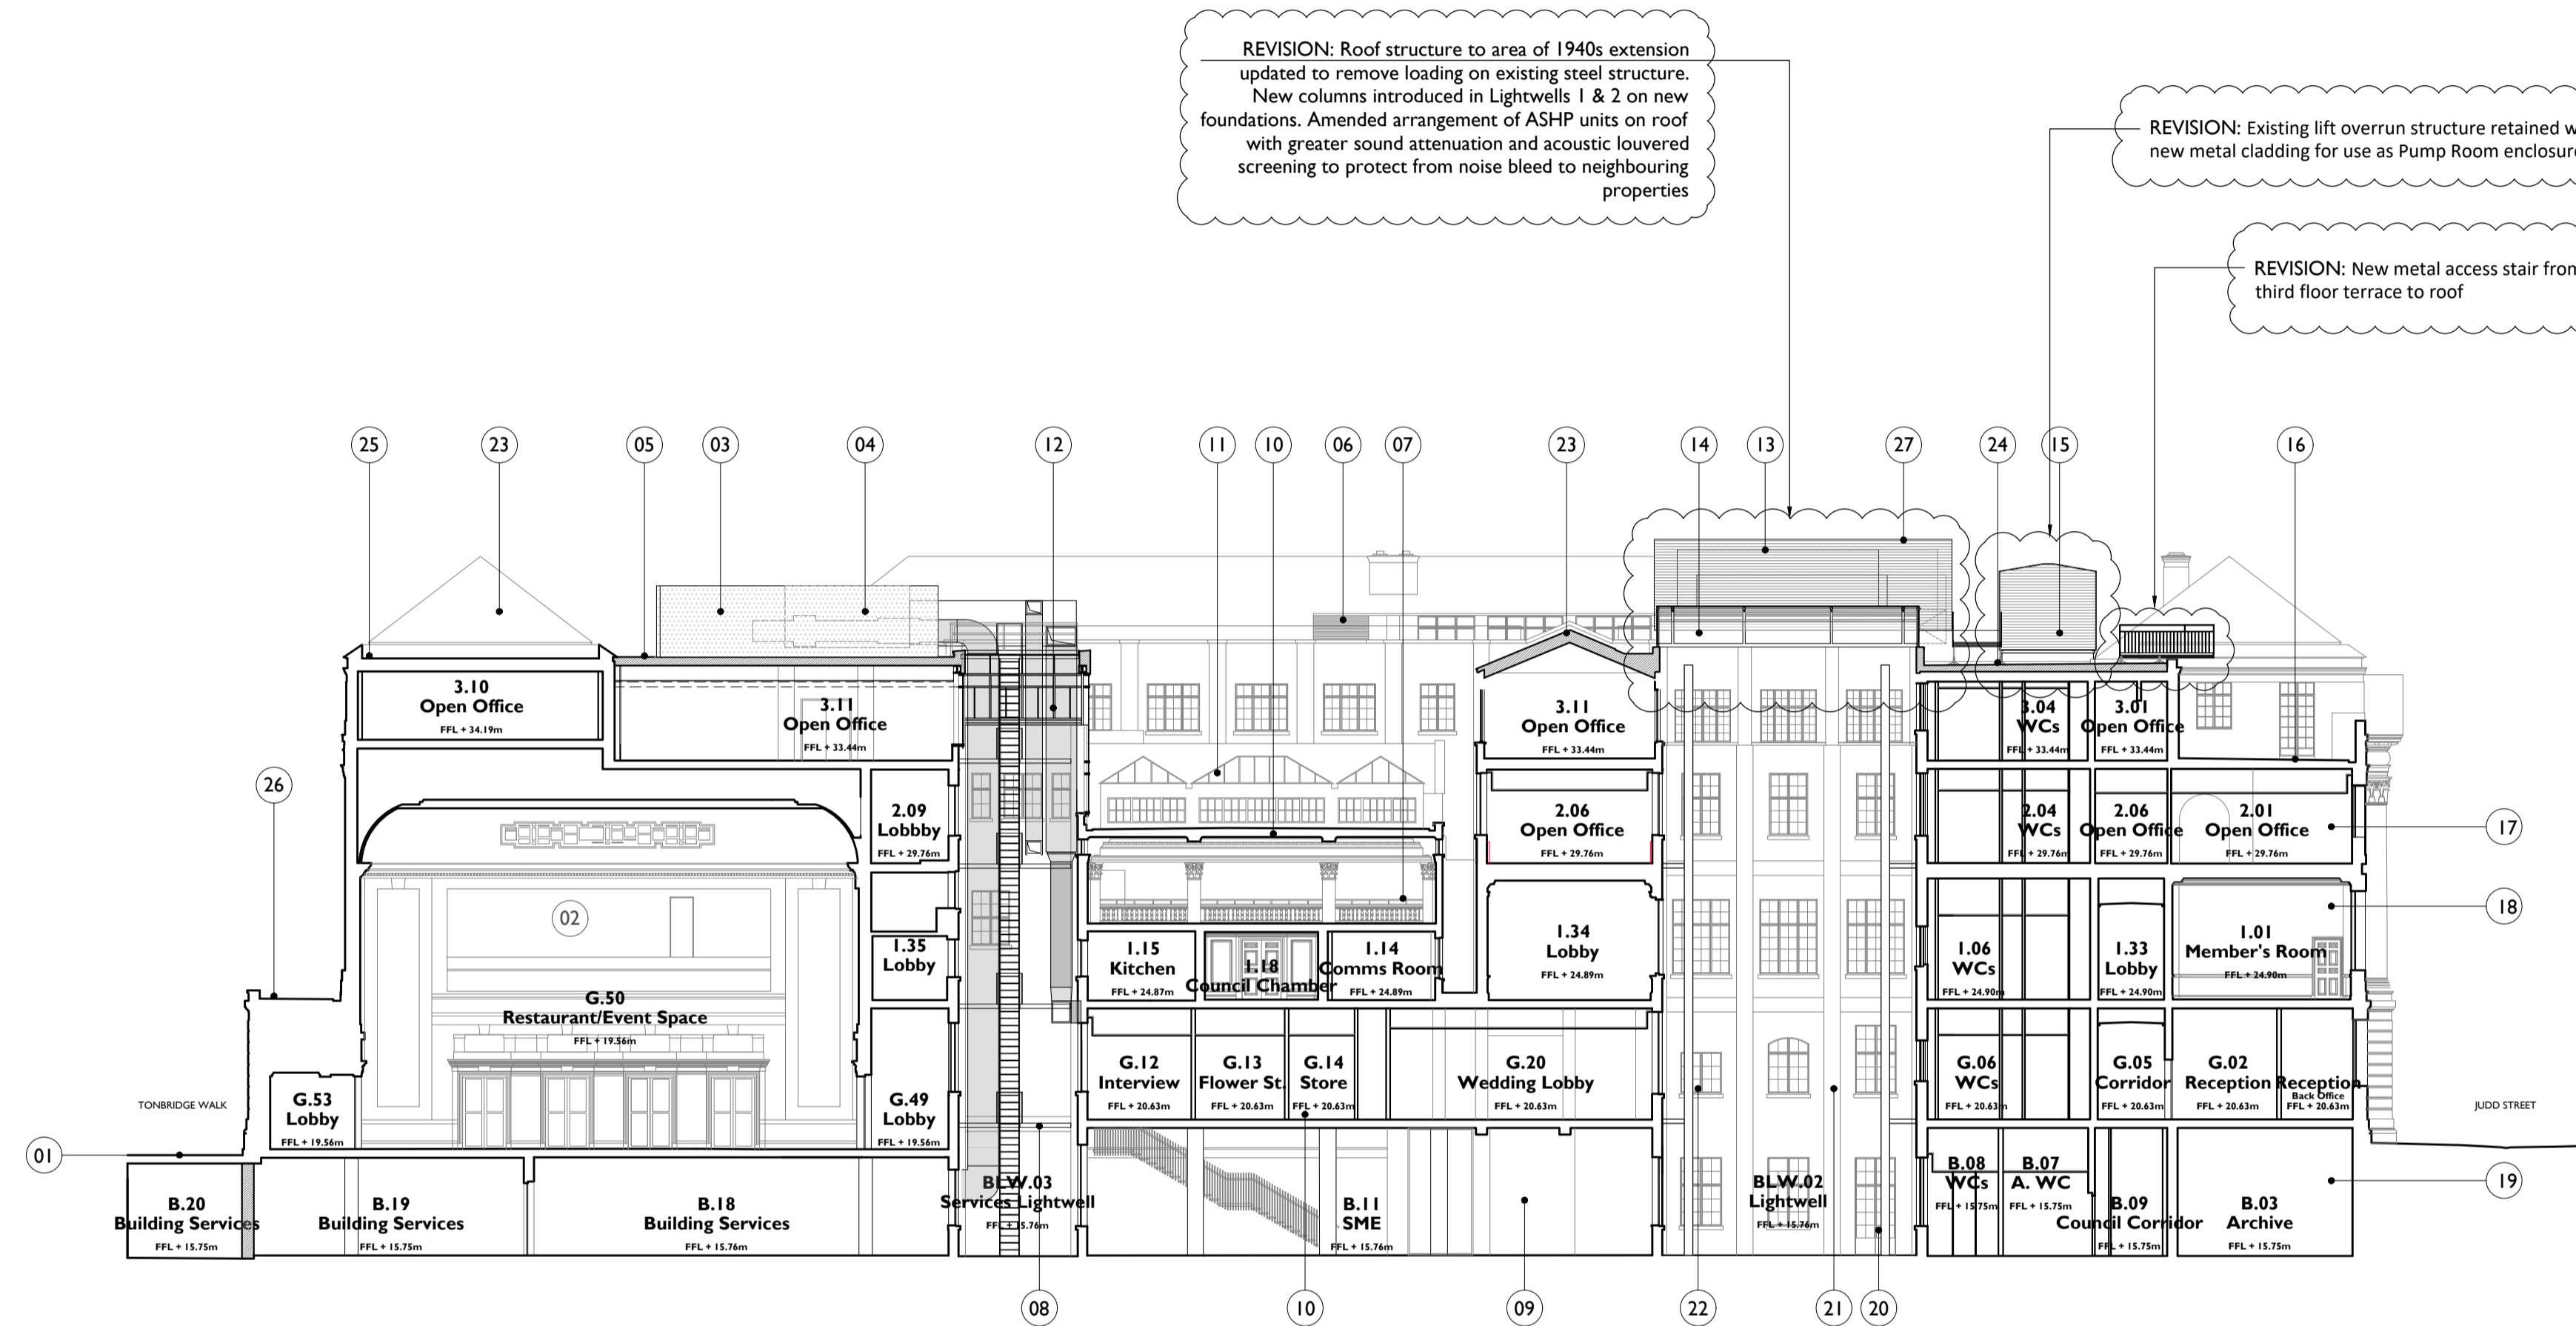 REVISION: Roof structure to area of 1940s extension
updated to remove loading on existing steel structure.
New columns introduced in Lightwells 1 & 2 on new
foundations. Amended arrangement of ASHP units on roof
with greater sound attenuation and acoustic louvered
screening to protect from noise bleed to neighbouring
properties
REVISION: Existing lift overrun structure retained
new metal cladding for use as Pump Room
REVISION: New metal access stair
third floor terrace to roof
25
23
05
03
04
12
11
10
06
07
23
14
13
27
24
15
16
3.10
Open Office
FFL + 34.19m
3.11
Open Office
FFL + 33.44m
3.11
Open Office
FFL + 33.44m
3.04
WCs
FFL + 33.44m
3.01
Open Office
FFL + 33.44m
26
2.09
Lobbby
FFL + 29.76m
2.06
Open Office
FFL + 29.76m
2.04
WCs
FFL + 29.76m
2.06
Open Office
FFL + 29.76m
2.01
Open Office
FFL + 29.76m
17
02
1.35
Lobby
1.15
Kitchen
FFL + 24.87m
1.18
Council Chamber
1.14
Comms Room
FFL + 24.89m
1.34
Lobby
FFL + 24.89m
1.06
WCs
FFL + 24.90m
1.33
Lobby
FFL + 24.90m
1.01
Member's Room
FFL + 24.90m
18
G.50
Restaurant/Event Space
FFL + 19.56m
TONBRIDGE WALK
G.53
Lobby
FFL + 19.56m
G.49
Lobby
FFL + 19.56m
G.12
Interview
FFL + 20.63m
G.13
Flower St.
FFL + 20.63m
G.14
Store
FFL + 20.63m
G.20
Wedding Lobby
FFL + 20.63m
G.06
WCs
FFL + 20.63m
G.05
Corridor
FFL + 20.63m
G.02
Reception
FFL + 20.63m
Reception
Back Office
FFL + 20.63m
JUDD STREET
01
B.20
Building Services
FFL + 15.75m
B.19
Building Services
FFL + 15.75m
B.18
Building Services
FFL + 15.76m
BLW.03
Services Lightwell
FFL + 15.76m
B.11
SME
FFL + 15.76m
BLW.02
Lightwell
FFL + 15.76m
B.08
WCs
FFL + 15.75m
B.07
A. WC
FFL + 15.75m
B.09
Council Corridor
FFL + 15.75m
B.03
Archive
FFL + 15.75m
19
08
10
09
22
21
20